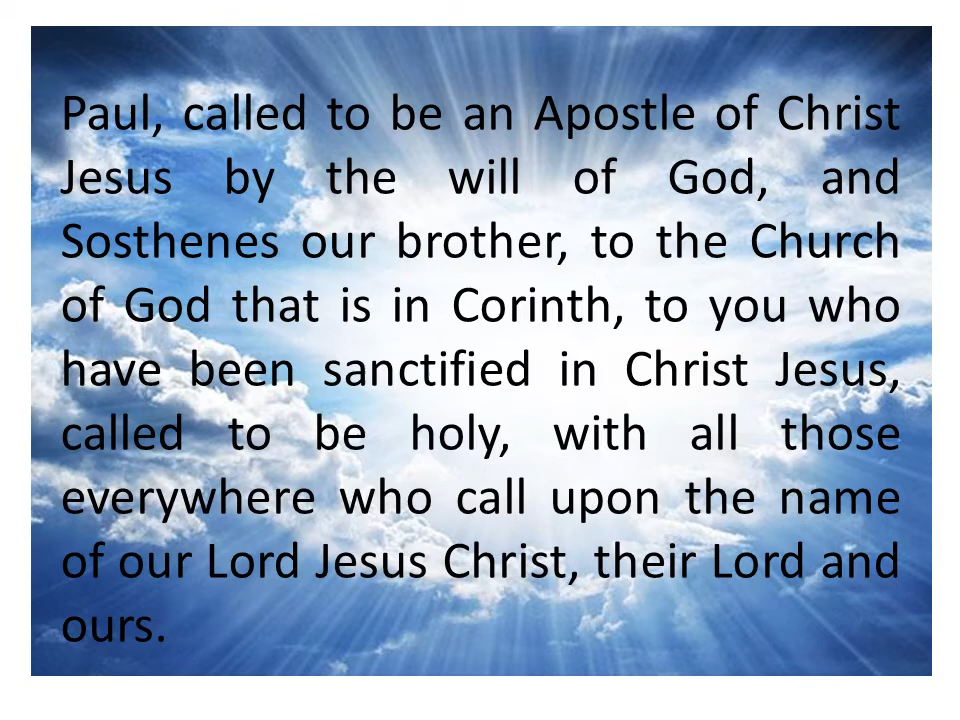 Paul, called to be an Apostle of Christ
Jesus by the will of God, and
Sosthenes our brother, to the Church
of God that is in Corinth, to you who
have been sanctified in Christ Jesus,
called to be holy, with all those
everywhere who call upon the name
of our Lord Jesus Christ, their Lord and
ours.